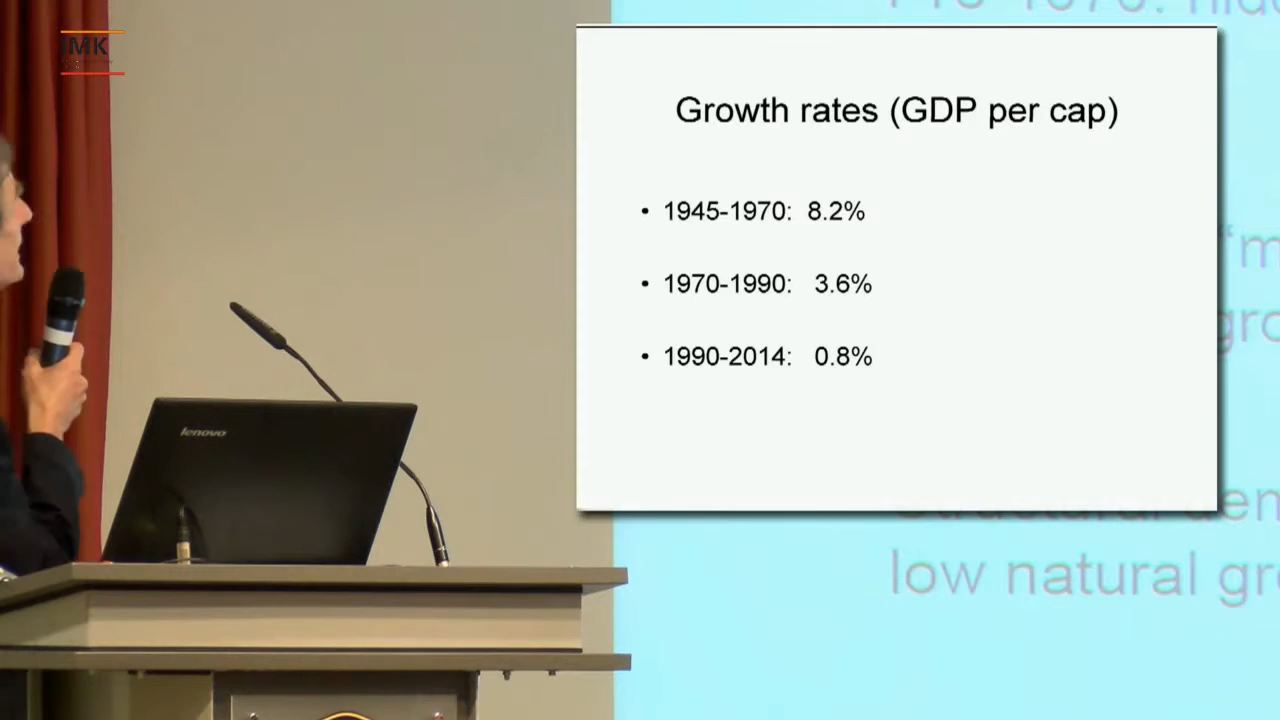 IMK
Growth rates (GDP per cap)
• 1945-1970: 8.2%
• 1970-1990: 3.6%
• 1990-2014: 0.8%
lenovo
low natural